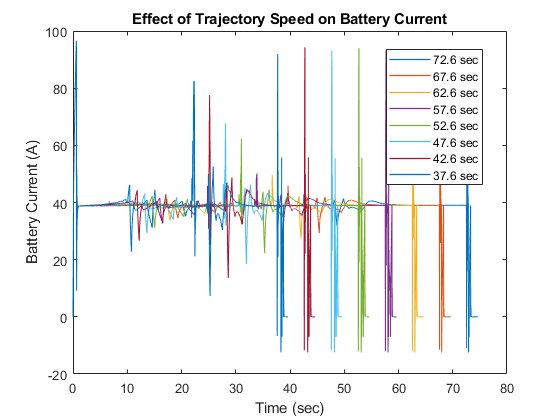 Effect of Trajectory Speed on Battery Current
100
80
60
40
20
0
-20
Battery Current (A)
72.6 sec
67.6 sec
62.6 sec
57.6 sec
52.6 sec
47.6 sec
42.6 sec
37.6 sec
0 10 20 30 40 50 60 70 80
Time (sec)